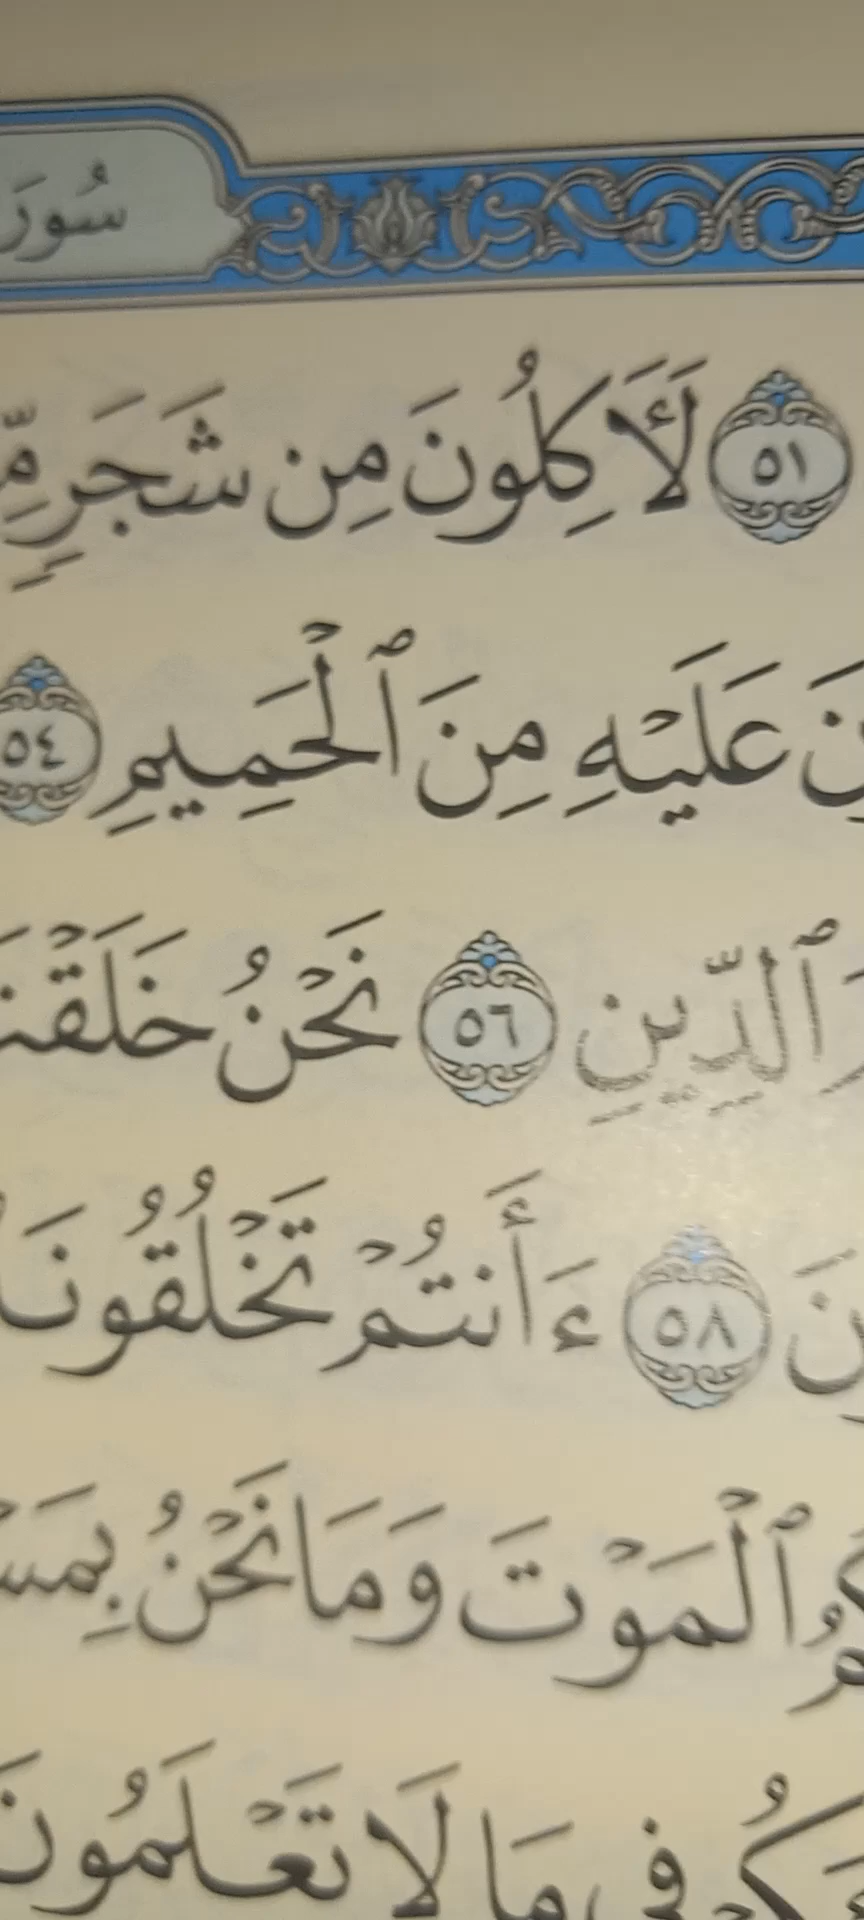 سُورَ
٥١ لَأَٓكِلُونَ مِن شَجَرٍ مِّ
عَلَيْهِ مِنَ ٱلْحَمِيمِ ٥٤
ٱلدِّينِ ٥٦ نَحْنُ خَلَقْنَ
نَ ٥٨ ءَأَنتُمْ تَخْلُقُونَ
ٱلْمَوْتَ وَمَا نَحْنُ بِمَسْ
كُمْ فِى مَا لَا تَعْلَمُونَ